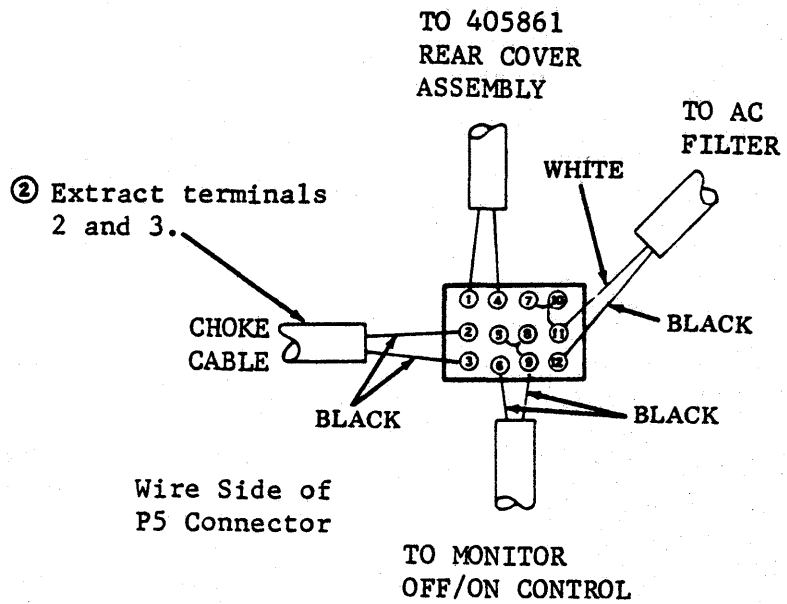 TO 405861
REAR COVER
ASSEMBLY
TO AC
FILTER
WHITE
② Extract terminals
2 and 3.
① ④ ⑦ ⑩
CHOKE
CABLE
② ⑤ ⑧ ⑪
③ ⑥ ⑨ ⑫
BLACK
BLACK
BLACK
Wire Side of
P5 Connector
TO MONITOR
OFF/ON CONTROL